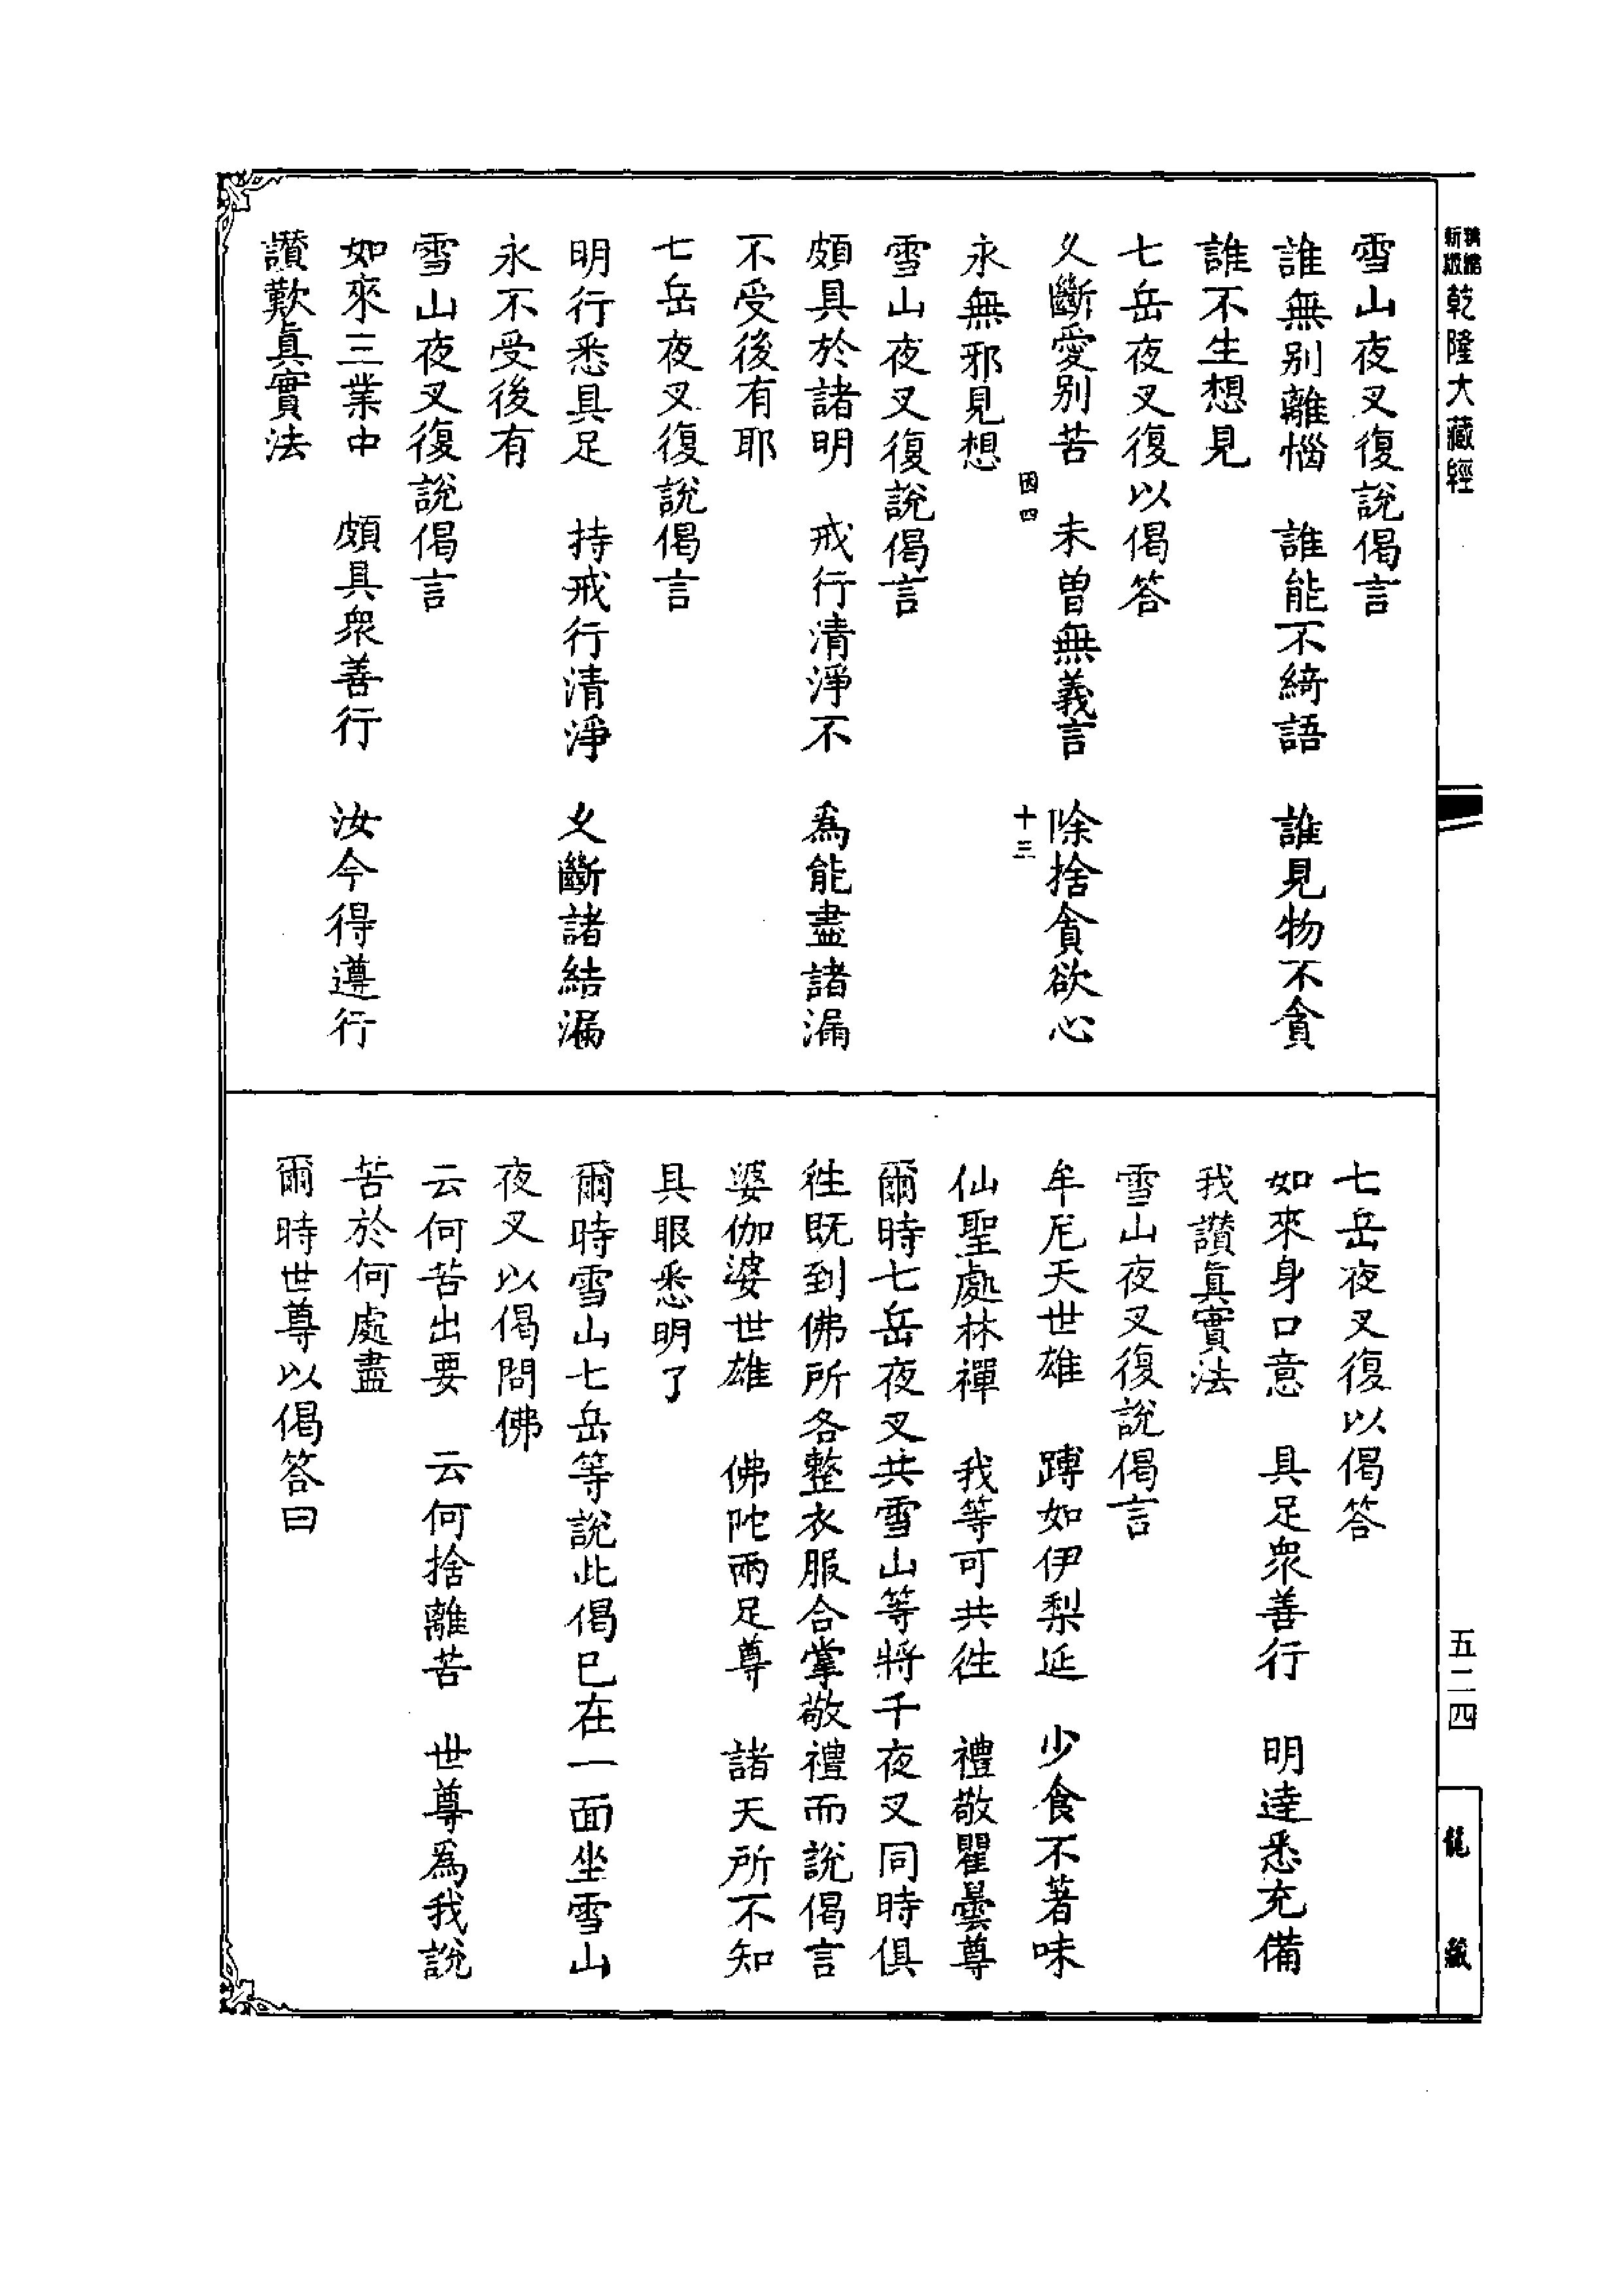 新版精縮乾隆大藏經
雪山夜叉復說偈言
誰無別離惱　誰能不綺語　誰見物不貪
誰不生想見
七岳夜叉復以偈答
久斷愛別苦　未曾無義言　除捨貪欲心
因四　十三
永無邪見想
雪山夜叉復說偈言
頗具於諸明　戒行清淨不　為能盡諸漏
不受後有耶
七岳夜叉復說偈言
明行悉具足　持戒行清淨　久斷諸結漏
永不受後有
雪山夜叉復說偈言
如來三業中　頗具眾善行　汝今得遵行
讚歎真實法
七岳夜叉復以偈答
如來身口意　具足眾善行　明達悉充備
我讚真實法
雪山夜叉復說偈言
牟尼天世雄　蹲如伊梨延　少食不著味
仙聖處林禪　我等可共往　禮敬瞿曇尊
爾時七岳夜叉共雪山等將千夜叉同時俱
往既到佛所各整衣服合掌敬禮而說偈言
婆伽婆世雄　佛陀兩足尊　諸天所不知
具眼悉明了
爾時雪山七岳等說此偈已在一面坐雪山
夜叉以偈問佛
云何苦出要　云何捨離苦　世尊為我說
苦於何處盡
爾時世尊以偈答曰
五二四
龍藏